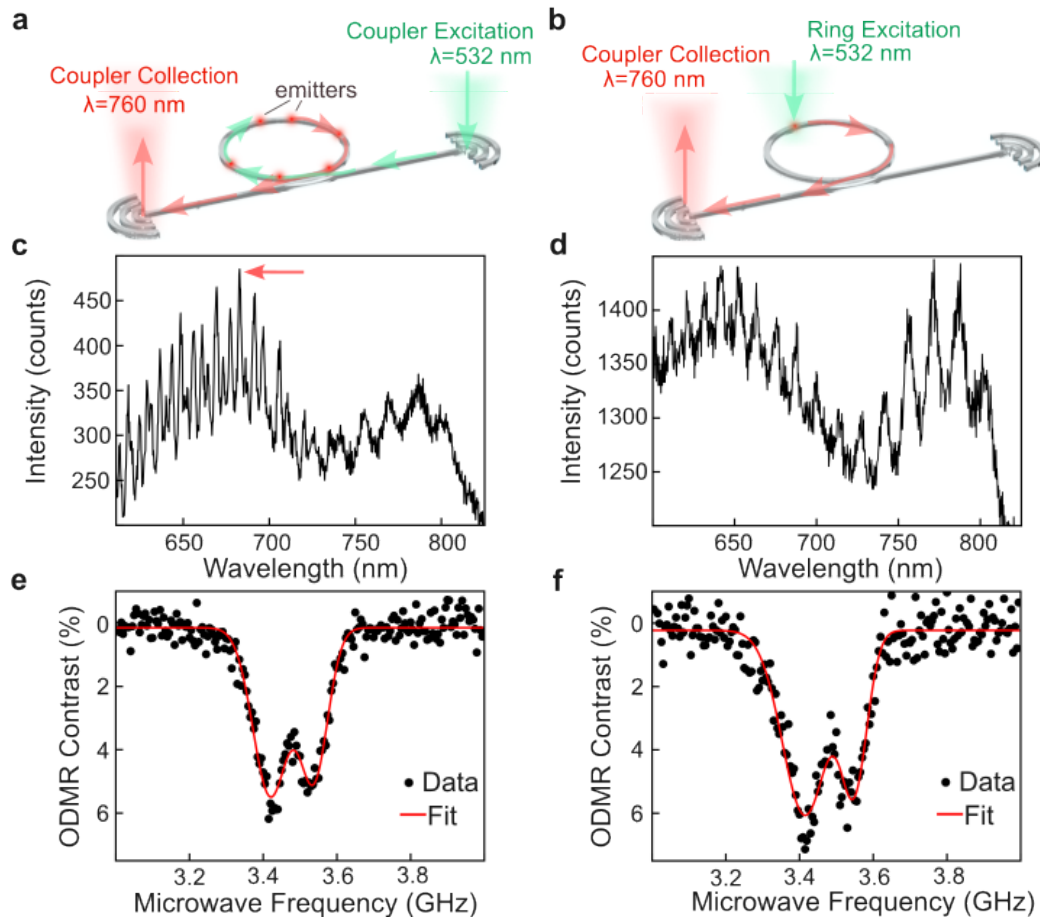 a
Coupler Excitation
λ=532 nm
Coupler Collection
λ=760 nm
emitters
b
Ring Excitation
λ=532 nm
Coupler Collection
λ=760 nm
c
Intensity (counts)
450
400
350
300
250
650 700 750 800
Wavelength (nm)
d
Intensity (counts)
1400
1350
1300
1250
650 700 750 800
Wavelength (nm)
e
ODMR Contrast (%)
0
2
4
6
Data
Fit
3.2 3.4 3.6 3.8
Microwave Frequency (GHz)
f
ODMR Contrast (%)
0
2
4
6
Data
Fit
3.2 3.4 3.6 3.8
Microwave Frequency (GHz)